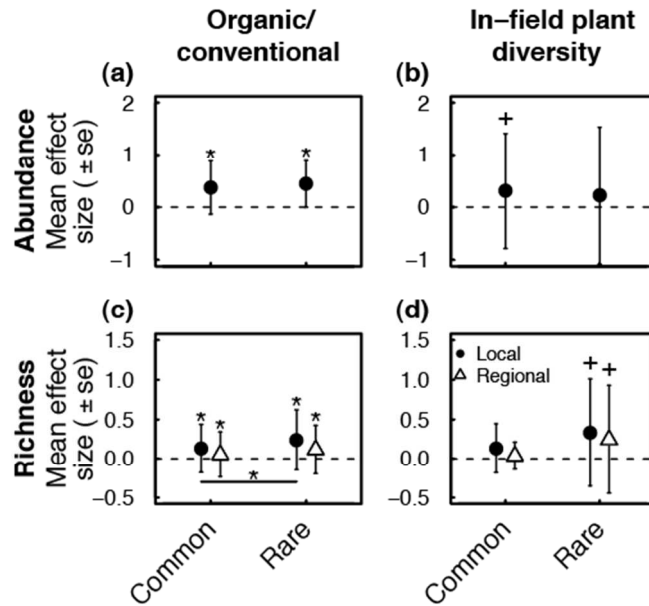 Organic/
conventional
In–field plant
diversity
(a)
(b)
Abundance
Mean effect
size ( ± se)
2
1
0
−1
*
*
2
1
0
−1
+
(c)
(d)
Richness
Mean effect
size ( ± se)
1.5
1.0
0.5
0.0
−0.5
*
*
*
*
*
1.5
1.0
0.5
0.0
−0.5
Local
Regional
+
+
Common
Rare
Common
Rare